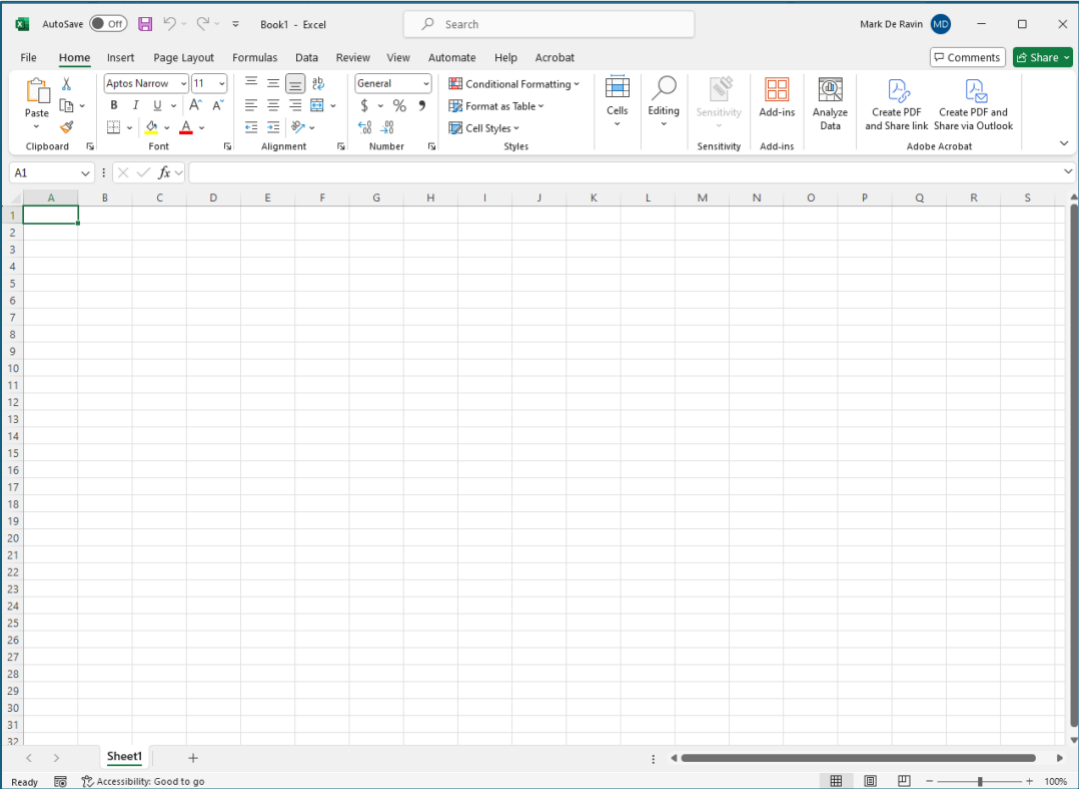 AutoSave Off Book1 - Excel Search Mark De Ravin MD
File Home Insert Page Layout Formulas Data Review View Automate Help Acrobat Comments Share
Paste
Clipboard
Aptos Narrow 11
B I U A A
A
Font
ab
Alignment
General
$ % 9
.00 .00
Number
Conditional Formatting
Format as Table
Cell Styles
Styles
Cells
Editing
Sensitivity
Sensitivity
Add-ins
Add-ins
Analyze
Data
Create PDF
and Share link
Create PDF and
Share via Outlook
Adobe Acrobat
A1 fx
A B C D E F G H I J K L M N O P Q R S
1
2
3
4
5
6
7
8
9
10
11
12
13
14
15
16
17
18
19
20
21
22
23
24
25
26
27
28
29
30
31
32
Sheet1 +
Ready Accessibility: Good to go 100%